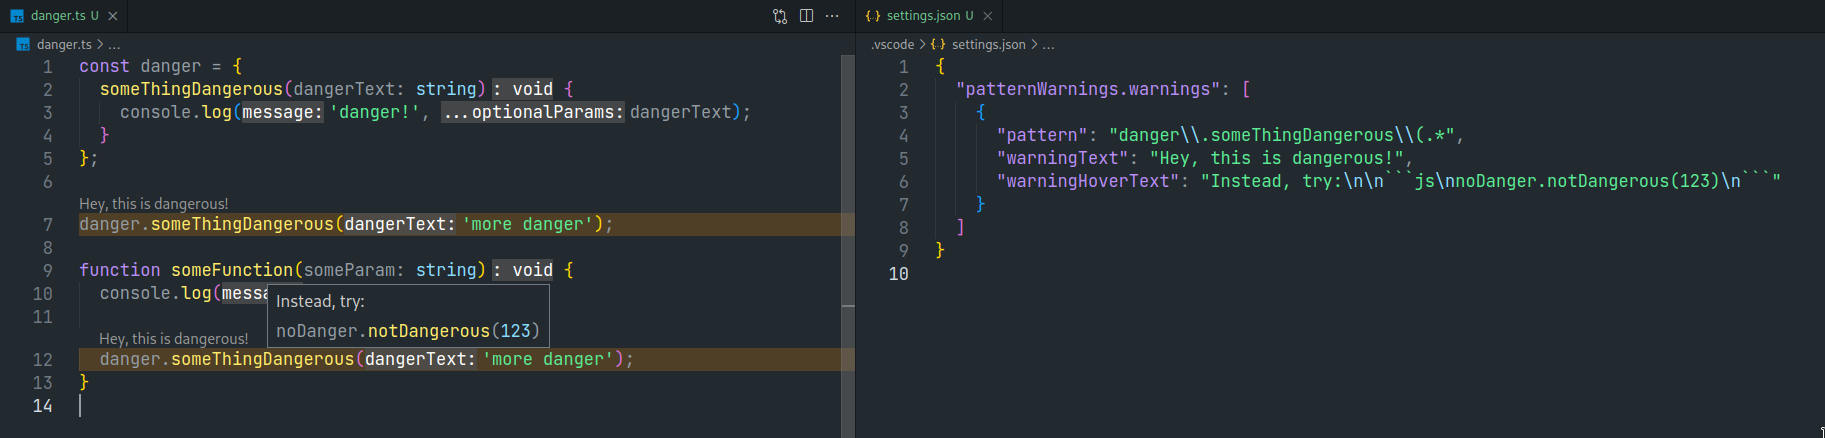 danger.ts U
danger.ts > ...
1 const danger = {
2 someThingDangerous(dangerText: string): void {
3 console.log(message: 'danger!', ...optionalParams: dangerText);
4 }
5 };
6
Hey, this is dangerous!
7 danger.someThingDangerous(dangerText: 'more danger');
8
9 function someFunction(someParam: string): void {
10 console.log(messa
Instead, try:
11
noDanger.notDangerous(123)
Hey, this is dangerous!
12 danger.someThingDangerous(dangerText: 'more danger');
13 }
14
settings.json U
.vscode > settings.json > ...
1 {
2 "patternWarnings.warnings": [
3 {
4 "pattern": "danger\\.someThingDangerous\\(.*",
5 "warningText": "Hey, this is dangerous!",
6 "warningHoverText": "Instead, try:\n\n```js\nnoDanger.notDangerous(123)\n```"
7 }
8 ]
9 }
10